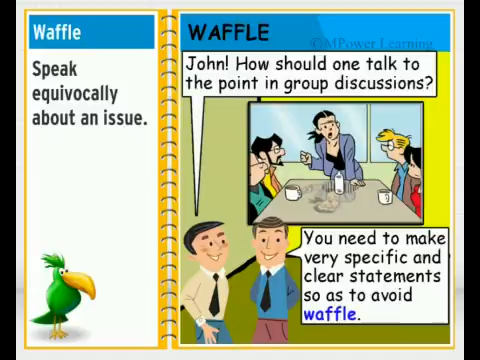 Waffle
Speak
equivocally
about an issue.
WAFFLE
©MPower Learning
John! How should one talk to
the point in group discussions?
You need to make
very specific and
clear statements
so as to avoid
waffle.